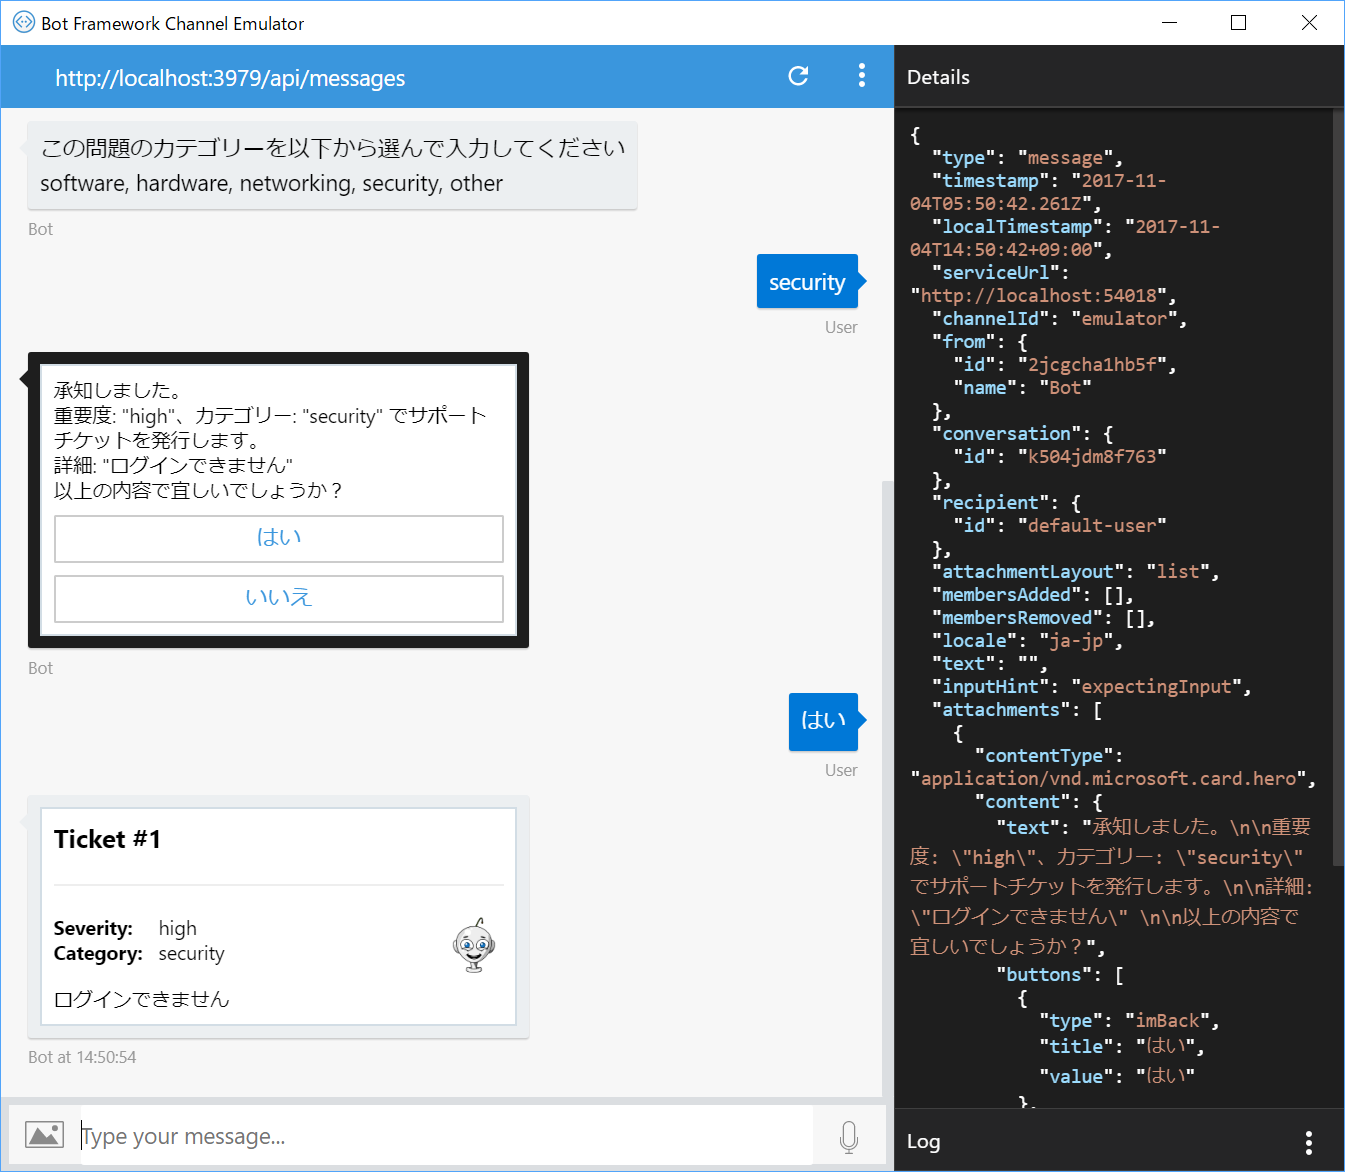 Bot Framework Channel Emulator
http://localhost:3979/api/messages
この問題のカテゴリーを以下から選んで入力してください
software, hardware, networking, security, other
Bot
security
User
承知しました。
重要度: "high"、カテゴリー: "security" でサポート
チケットを発行します。
詳細: "ログインできません"
以上の内容で宜しいでしょうか？
はい
いいえ
Bot
はい
User
Ticket #1
Severity: high
Category: security
ログインできません
Bot at 14:50:54
Type your message...
Details
{
"type": "message",
"timestamp": "2017-11-
04T05:50:42.261Z",
"localTimestamp": "2017-11-
04T14:50:42+09:00",
"serviceUrl":
"http://localhost:54018",
"channelId": "emulator",
"from": {
"id": "2jcgcha1hb5f",
"name": "Bot"
},
"conversation": {
"id": "k504jdm8f763"
},
"recipient": {
"id": "default-user"
},
"attachmentLayout": "list",
"membersAdded": [],
"membersRemoved": [],
"locale": "ja-jp",
"text": "",
"inputHint": "expectingInput",
"attachments": [
{
"contentType":
"application/vnd.microsoft.card.hero",
"content": {
"text": "承知しました。\n\n重要
度: \"high\"、カテゴリー: \"security\"
でサポートチケットを発行します。\n\n詳細:
\"ログインできません\" \n\n以上の内容で
宜しいでしょうか？",
"buttons": [
{
"type": "imBack",
"title": "はい",
"value": "はい"
},
Log